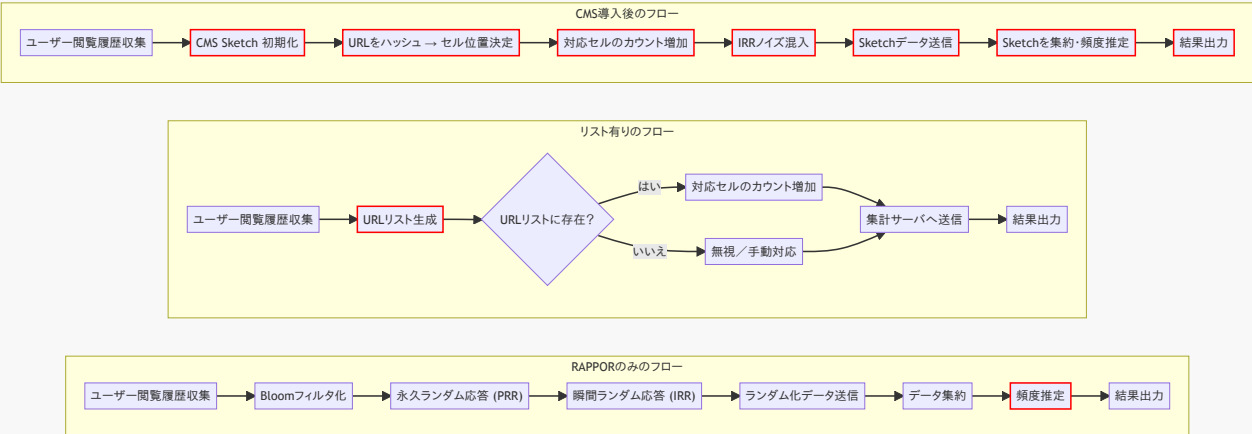 CMS導入後のフロー
ユーザー閲覧履歴収集
CMS Sketch 初期化
URLをハッシュ → セル位置決定
対応セルのカウント増加
IRRノイズ混入
Sketchデータ送信
Sketchを集約・頻度推定
結果出力
リスト有りのフロー
ユーザー閲覧履歴収集
URLリスト生成
URLリストに存在？
はい
対応セルのカウント増加
いいえ
無視／手動対応
集計サーバへ送信
結果出力
RAPPORのみのフロー
ユーザー閲覧履歴収集
Bloomフィルタ化
永久ランダム応答 (PRR)
瞬間ランダム応答 (IRR)
ランダム化データ送信
データ集約
頻度推定
結果出力